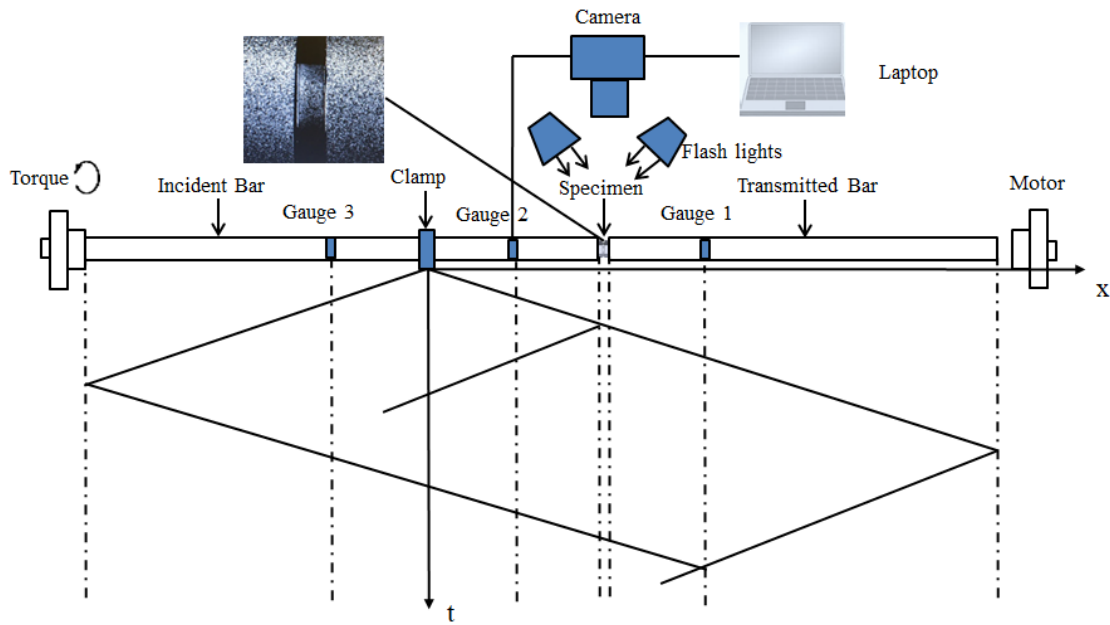 Camera
Laptop
Flash lights
Torque
Incident Bar
Clamp
Specimen
Transmitted Bar
Motor
Gauge 3
Gauge 2
Gauge 1
x
t